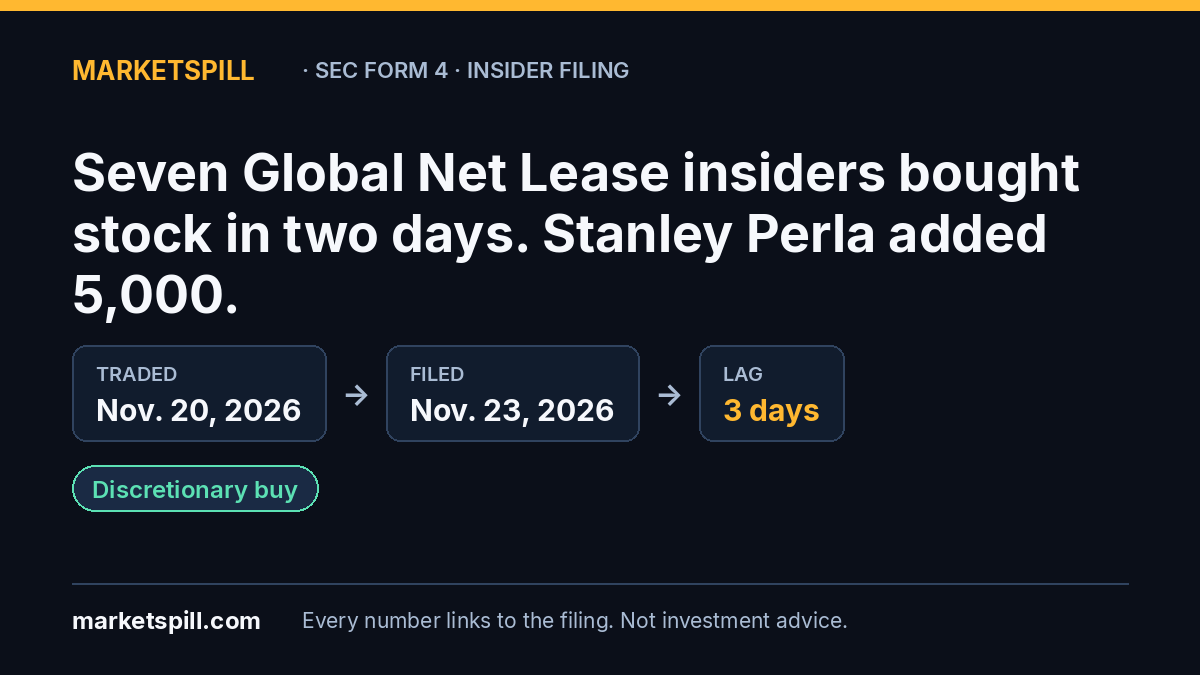 MARKETSPILL · SEC FORM 4 · INSIDER FILING
Seven Global Net Lease insiders bought
stock in two days. Stanley Perla added
5,000.
TRADED → FILED → LAG
Nov. 20, 2026 Nov. 23, 2026 3 days
Discretionary buy
marketspill.com Every number links to the filing. Not investment advice.